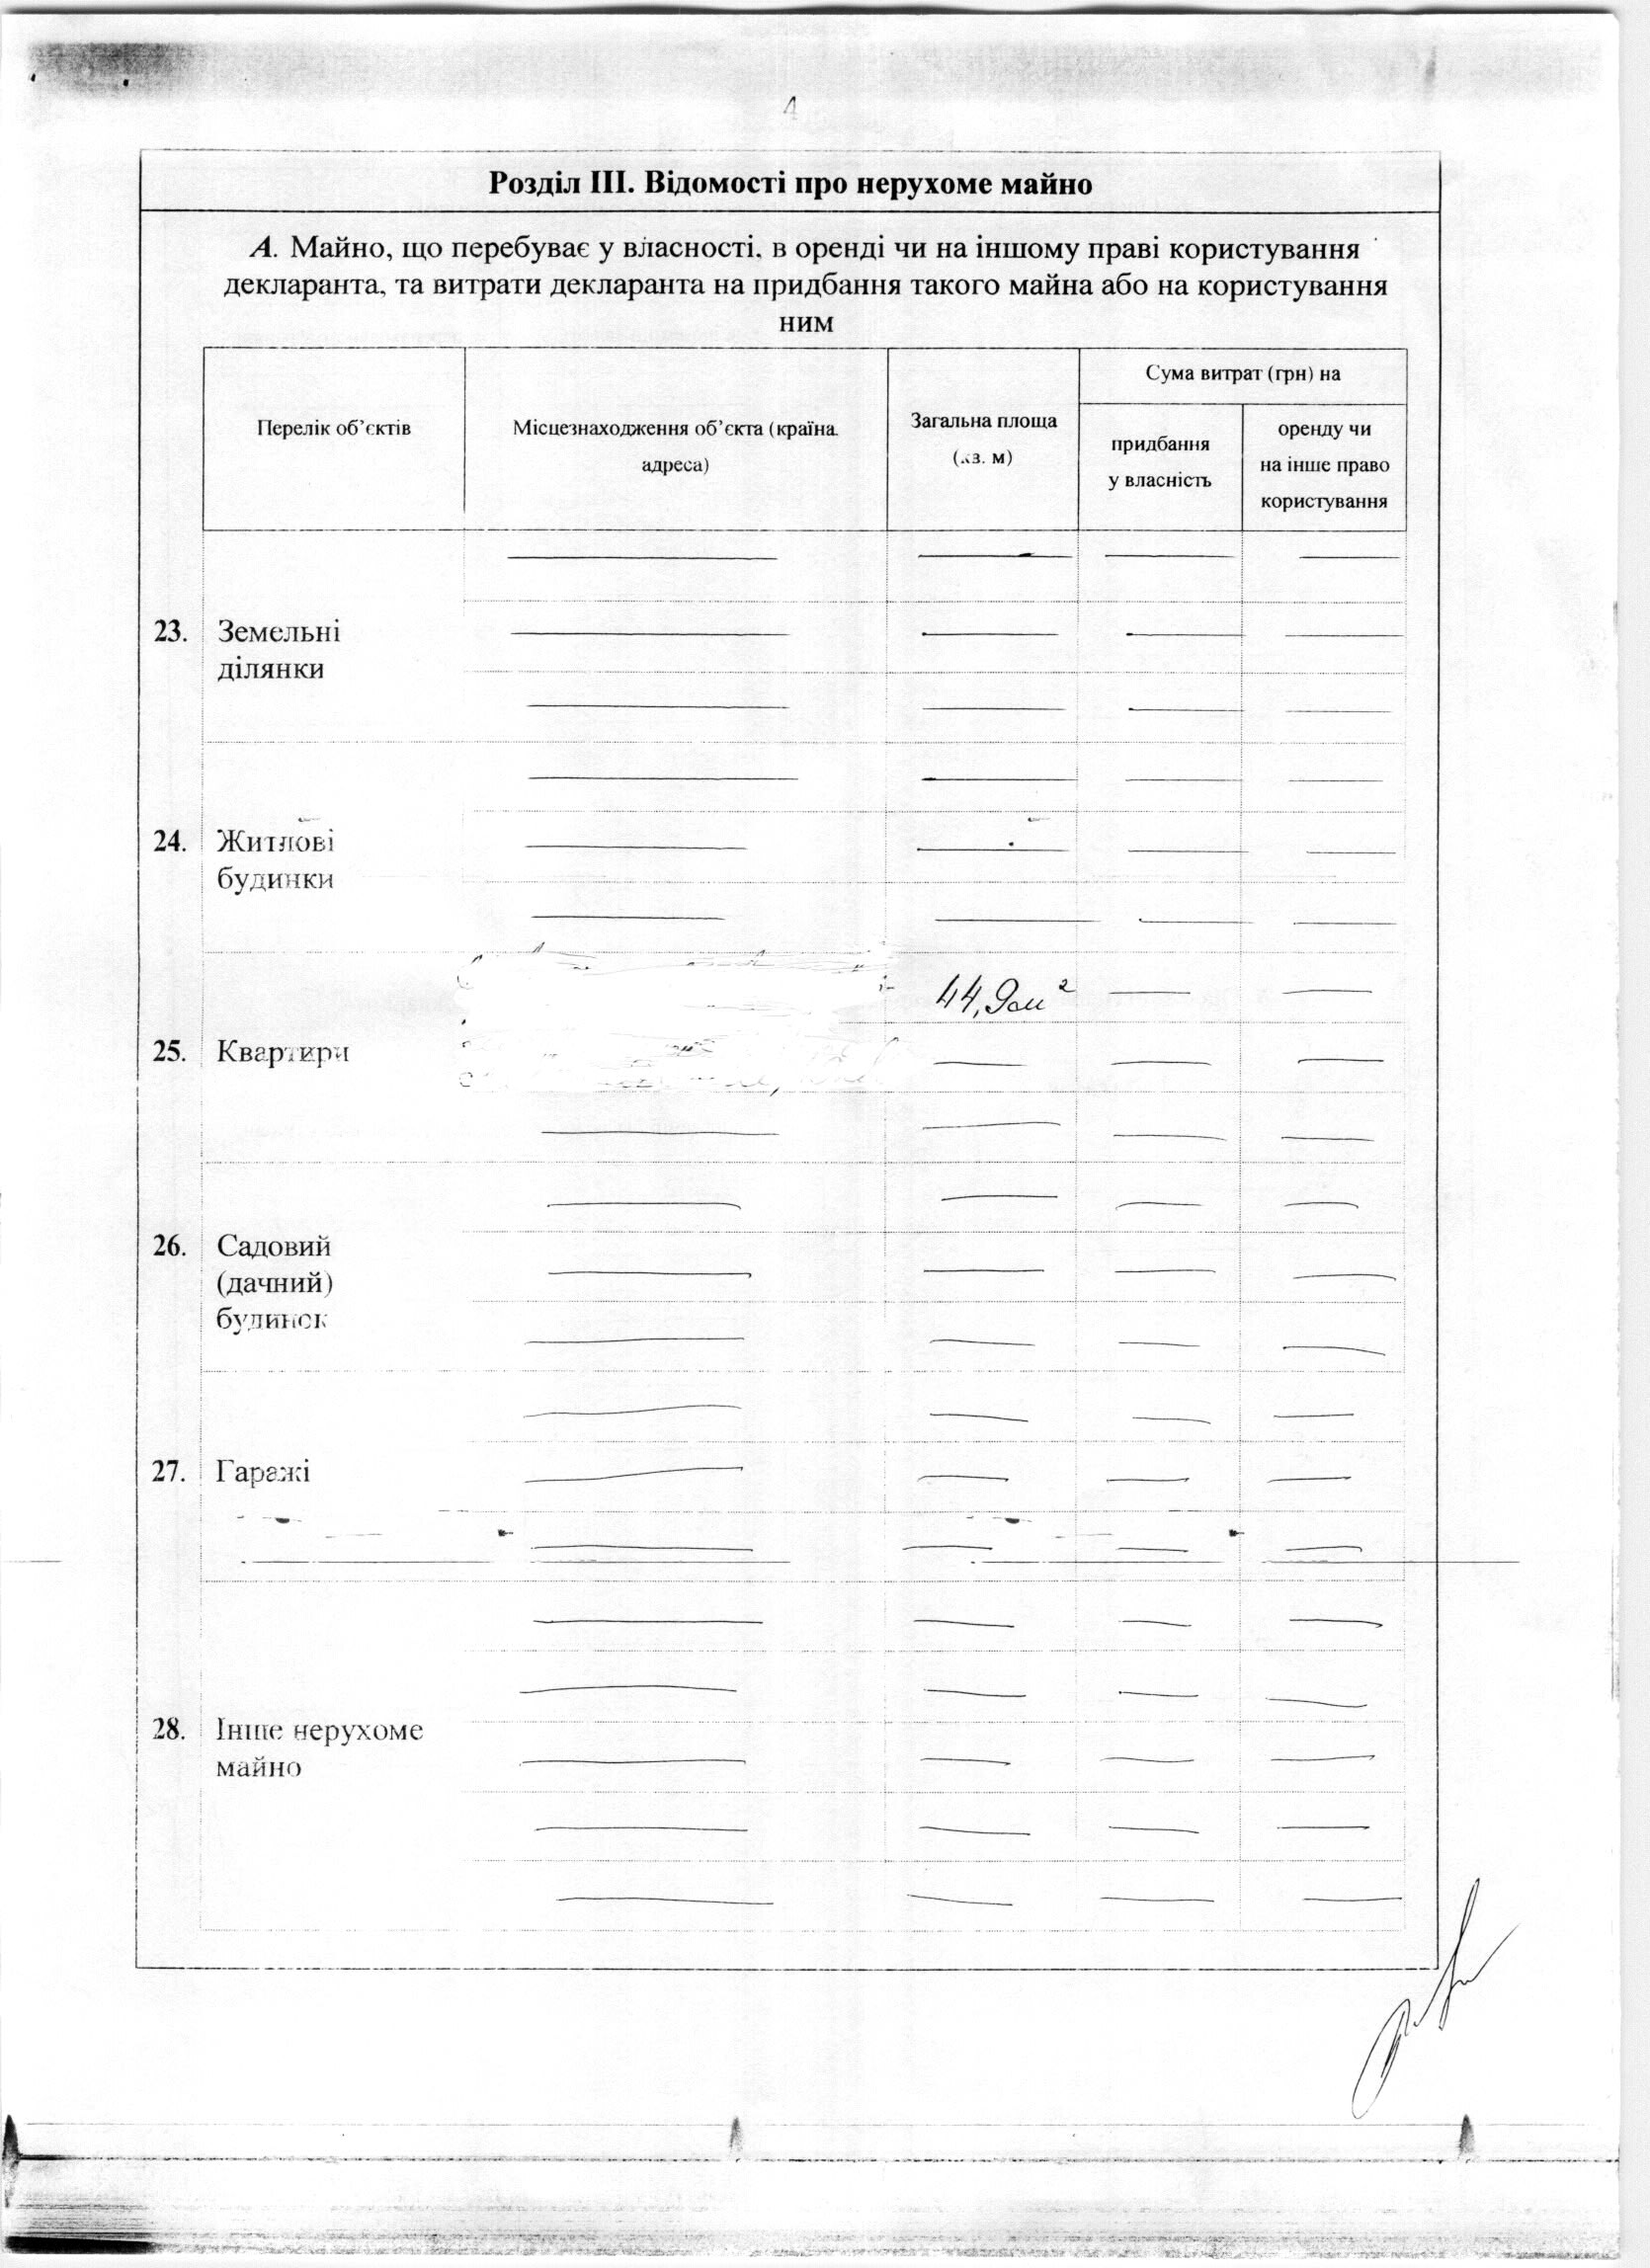 4
Розділ III. Відомості про нерухоме майно
А. Майно, що перебуває у власності, в оренді чи на іншому праві користування
декларанта, та витрати декларанта на придбання такого майна або на користування
ним
Перелік об’єктів
Місцезнаходження об’єкта (країна,
адреса)
Загальна площа
(кв. м)
Сума витрат (грн) на
придбання
у власність
оренду чи
на інше право
користування
23. Земельні
ділянки
24. Житлові
будинки
25. Квартири
44,9 м²
26. Садовий
(дачний)
будинок
27. Гаражі
28. Інше нерухоме
майно